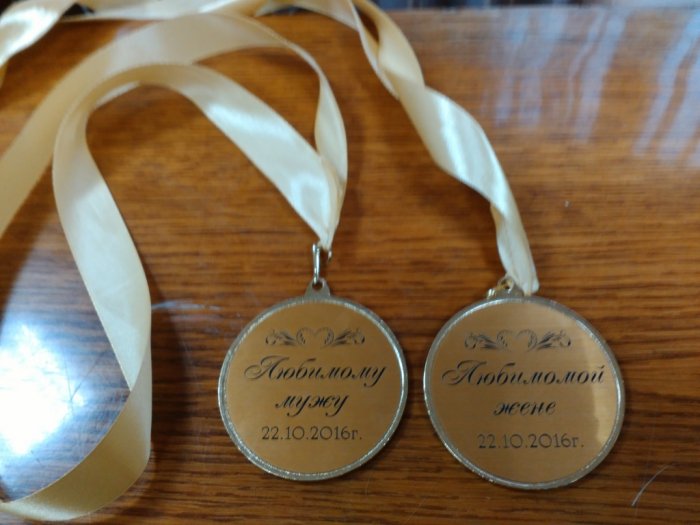 Любимому
мужу
22.10.2016г.
Любимомой
жене
22.10.2016г.